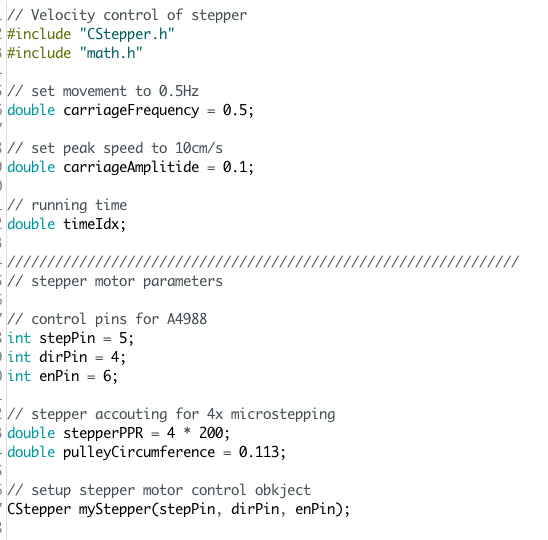 // Velocity control of stepper
#include "CStepper.h"
#include "math.h"
// set movement to 0.5Hz
double carriageFrequency = 0.5;
// set peak speed to 10cm/s
double carriageAmplitide = 0.1;
// running time
double timeIdx;
////////////////////////////////////////////////////////////////
// stepper motor parameters
// control pins for A4988
int stepPin = 5;
int dirPin = 4;
int enPin = 6;
// stepper accouting for 4x microstepping
double stepperPPR = 4 * 200;
double pulleyCircumference = 0.113;
// setup stepper motor control obkject
CStepper myStepper(stepPin, dirPin, enPin);